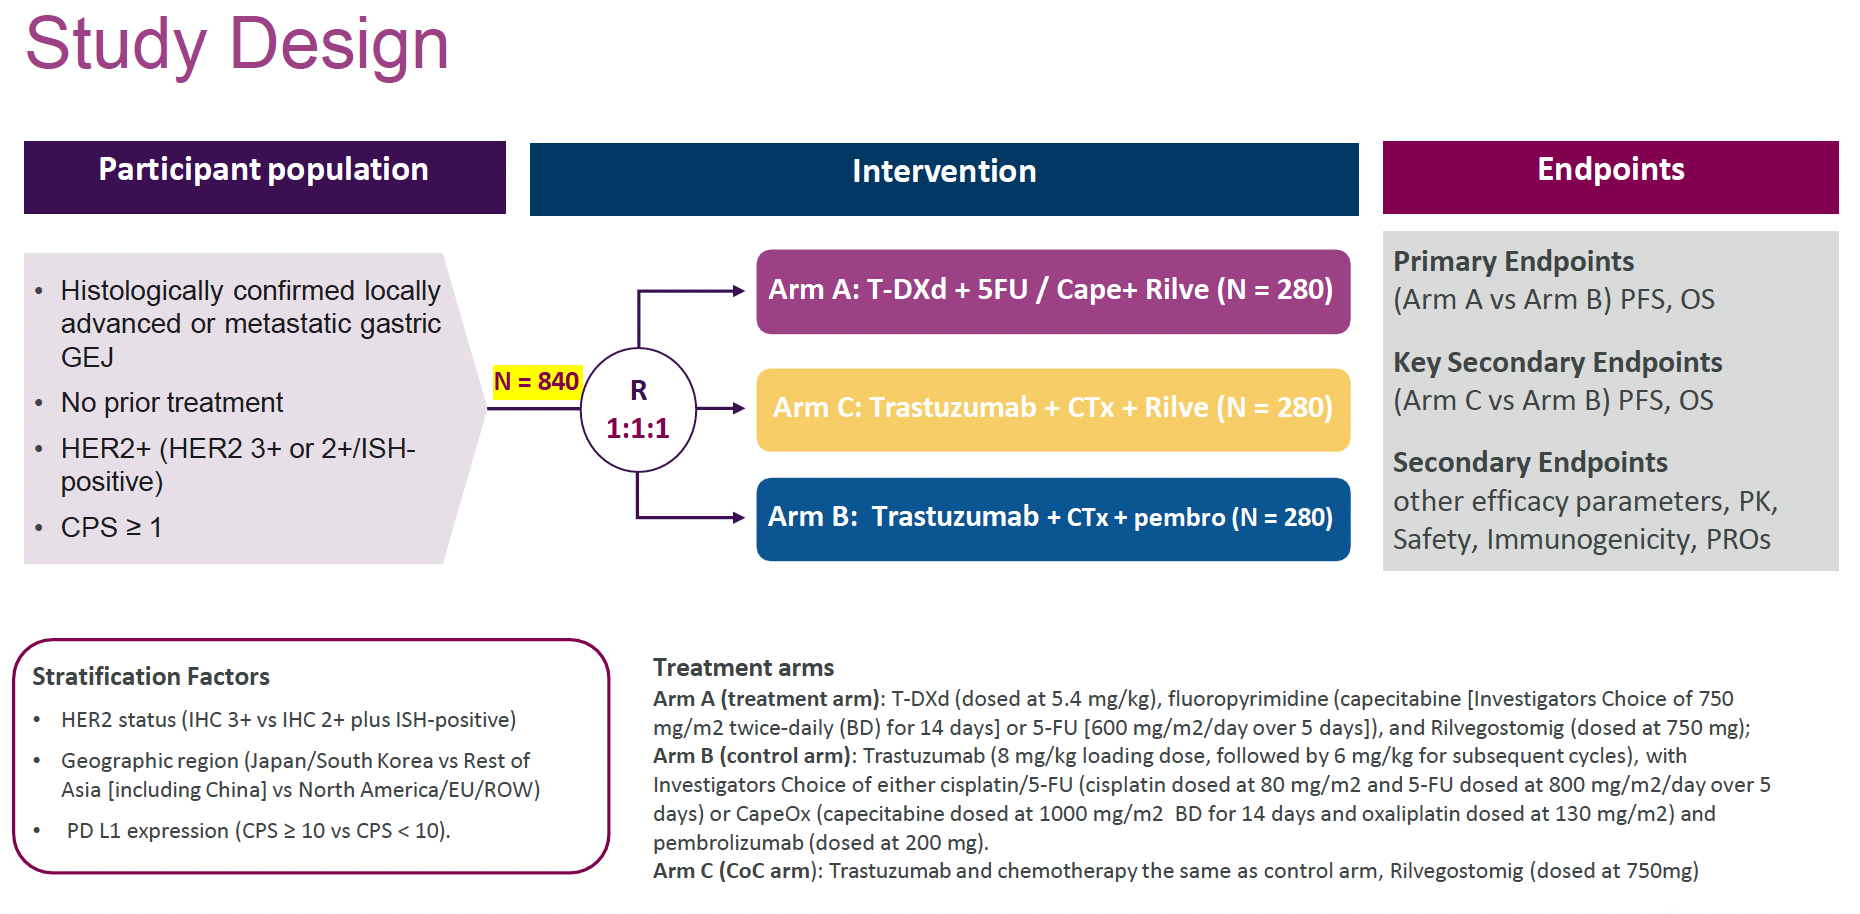 Study Design
Participant population
Intervention
Endpoints
• Histologically confirmed locally
advanced or metastatic gastric
GEJ
• No prior treatment
• HER2+ (HER2 3+ or 2+/ISH-
positive)
• CPS ≥ 1
N = 840
R
1:1:1
Arm A: T-DXd + 5FU / Cape+ Rilve (N = 280)
Arm C: Trastuzumab + CTx + Rilve (N = 280)
Arm B:  Trastuzumab + CTx + pembro (N = 280)
Primary Endpoints
(Arm A vs Arm B) PFS, OS
Key Secondary Endpoints
(Arm C vs Arm B) PFS, OS
Secondary Endpoints
other efficacy parameters, PK,
Safety, Immunogenicity, PROs
Stratification Factors
• HER2 status (IHC 3+ vs IHC 2+ plus ISH-positive)
• Geographic region (Japan/South Korea vs Rest of
Asia [including China] vs North America/EU/ROW)
• PD L1 expression (CPS ≥ 10 vs CPS < 10).
Treatment arms
Arm A (treatment arm): T-DXd (dosed at 5.4 mg/kg), fluoropyrimidine (capecitabine [Investigators Choice of 750
mg/m2 twice-daily (BD) for 14 days] or 5-FU [600 mg/m2/day over 5 days]), and Rilvegostomig (dosed at 750 mg);
Arm B (control arm): Trastuzumab (8 mg/kg loading dose, followed by 6 mg/kg for subsequent cycles), with
Investigators Choice of either cisplatin/5-FU (cisplatin dosed at 80 mg/m2 and 5-FU dosed at 800 mg/m2/day over 5
days) or CapeOx (capecitabine dosed at 1000 mg/m2  BD for 14 days and oxaliplatin dosed at 130 mg/m2) and
pembrolizumab (dosed at 200 mg).
Arm C (CoC arm): Trastuzumab and chemotherapy the same as control arm, Rilvegostomig (dosed at 750mg)